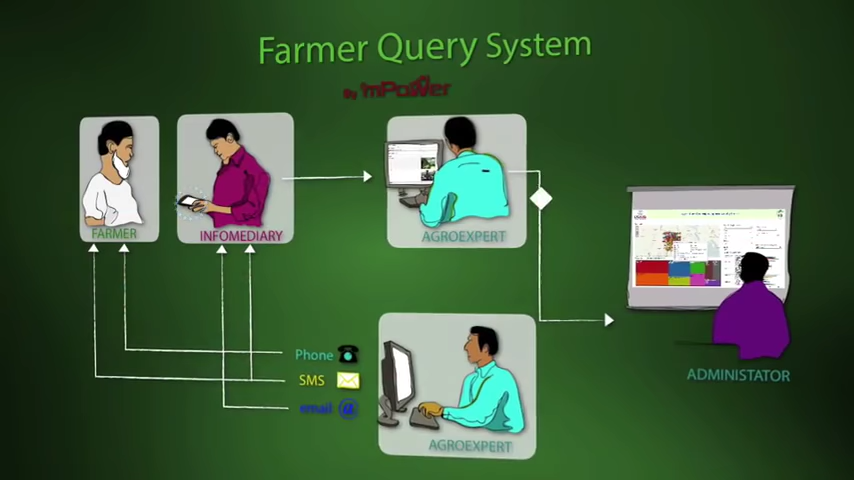 Farmer Query System
By mPower
FARMER
INFOMEDIARY
AGROEXPERT
Phone
SMS
email @
AGROEXPERT
ADMINISTATOR